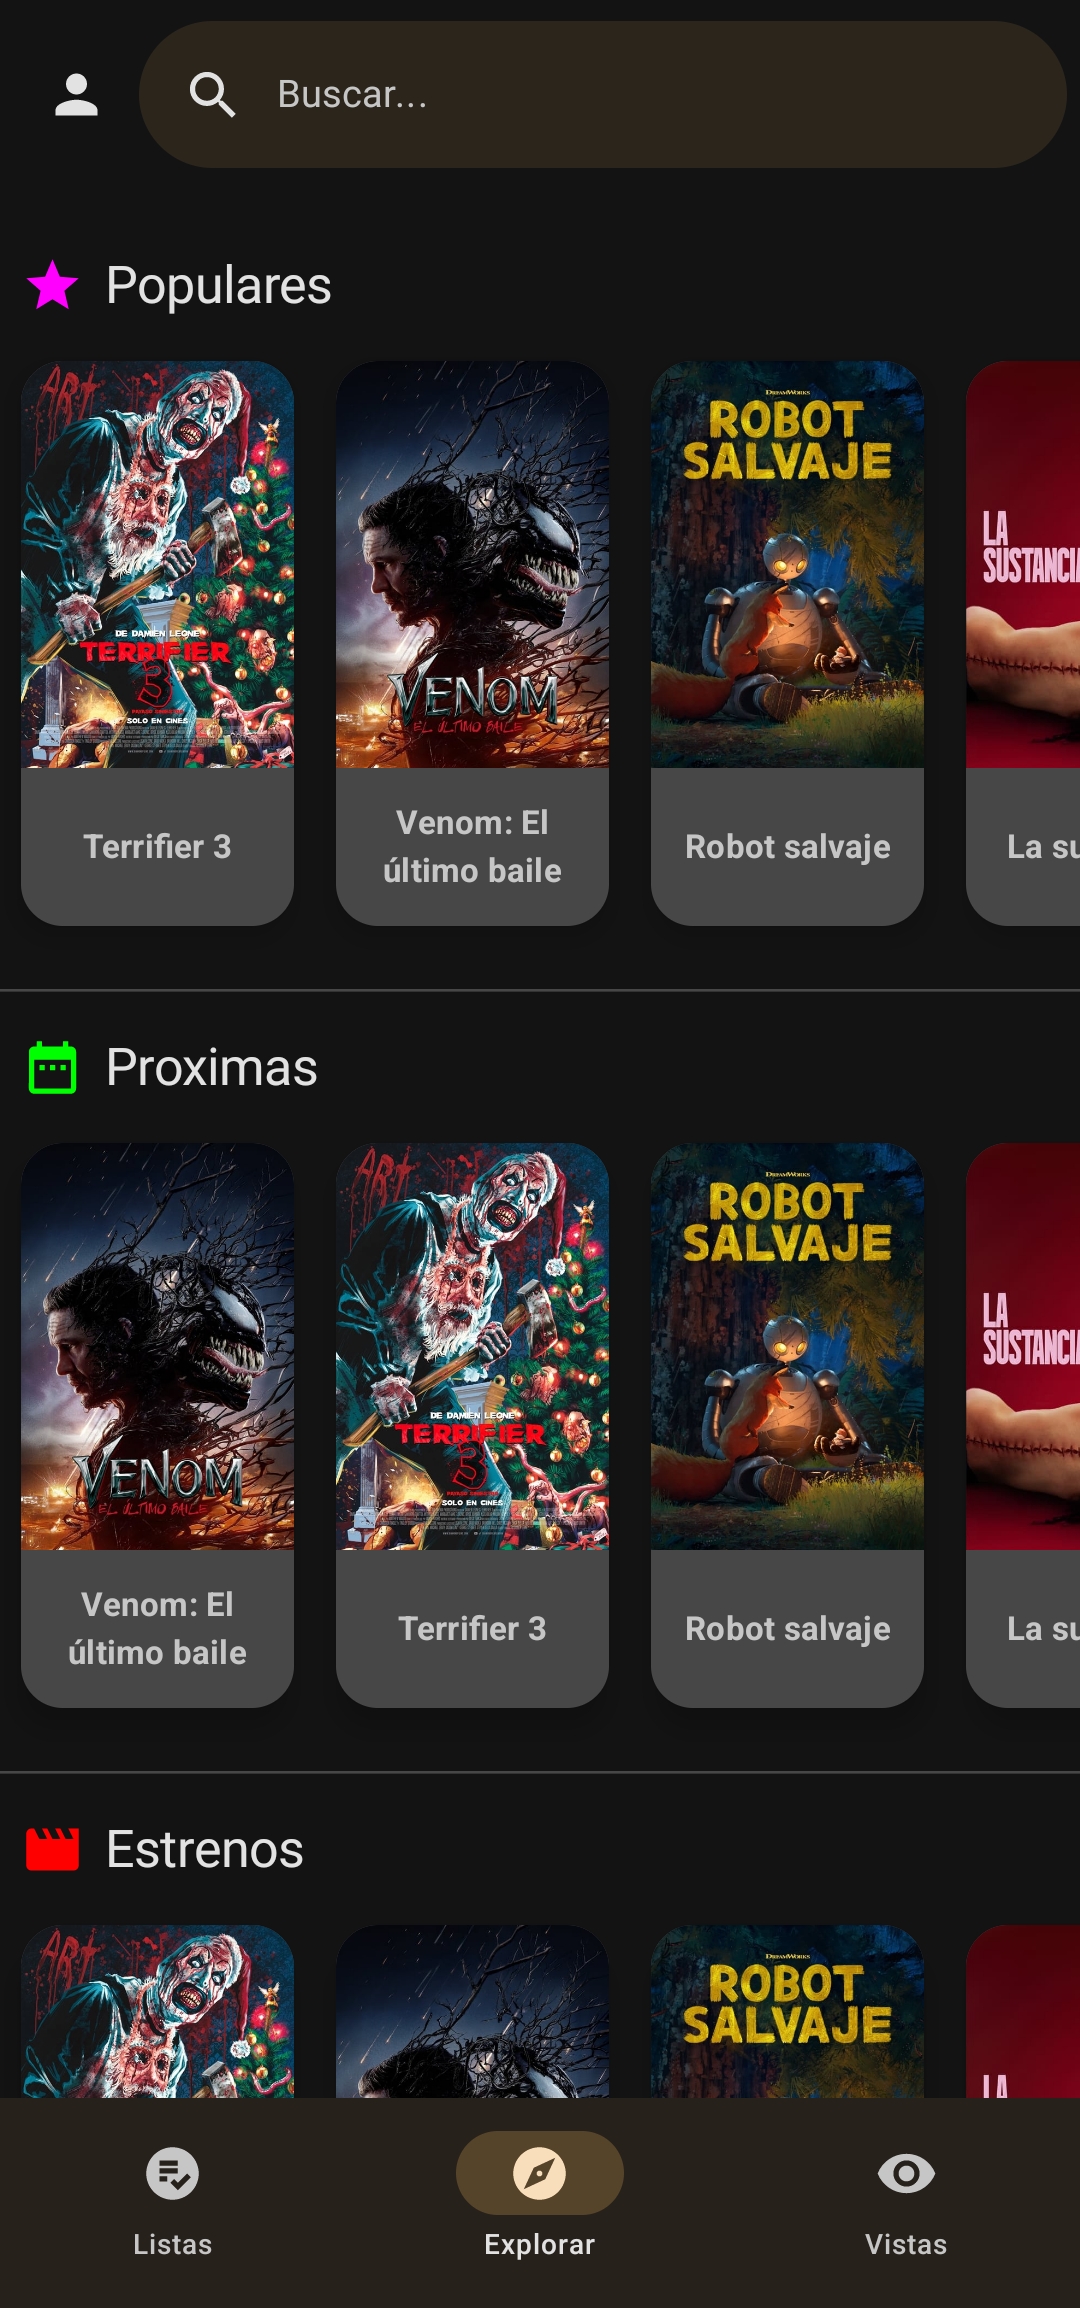 Buscar...
Populares
ART
DE DAMIEN LEONE
TERRIFIER
3
SOLO EN CINES
Terrifier 3
VENOM
EL ÚLTIMO BAILE
Venom: El
último baile
DREAMWORKS
ROBOT
SALVAJE
Robot salvaje
LA
SUSTANCIA
La su
Proximas
VENOM
EL ÚLTIMO BAILE
Venom: El
último baile
ART
DE DAMIEN LEONE
TERRIFIER
3
SOLO EN CINES
Terrifier 3
DREAMWORKS
ROBOT
SALVAJE
Robot salvaje
LA
SUSTANCIA
La su
Estrenos
ART
DREAMWORKS
ROBOT
SALVAJE
LA
Listas
Explorar
Vistas